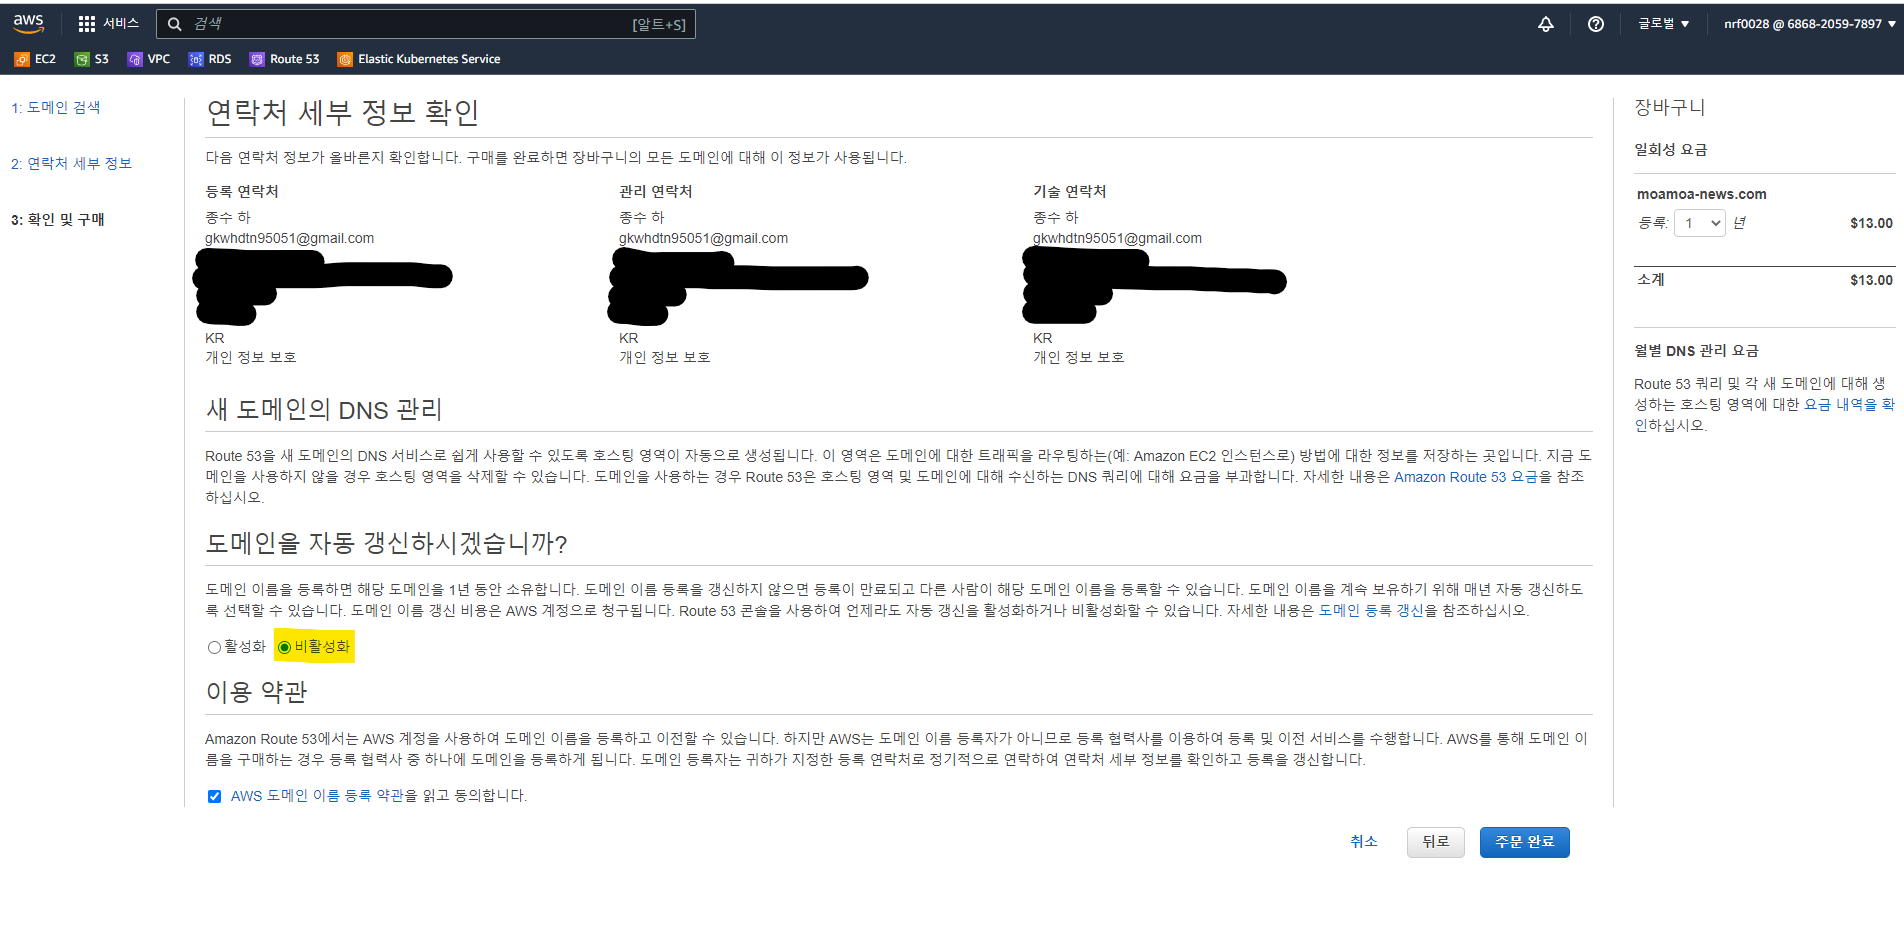 aws 서비스 검색 [알트+S] 글로벌 nrf0028 @ 6868-2059-7897
EC2 S3 VPC RDS Route 53 Elastic Kubernetes Service
1: 도메인 검색
2: 연락처 세부 정보
3: 확인 및 구매
연락처 세부 정보 확인
다음 연락처 정보가 올바른지 확인합니다. 구매를 완료하면 장바구니의 모든 도메인에 대해 이 정보가 사용됩니다.
등록 연락처 관리 연락처 기술 연락처
종수 하 종수 하 종수 하
gkwhdtn95051@gmail.com gkwhdtn95051@gmail.com gkwhdtn95051@gmail.com
KR KR KR
개인 정보 보호 개인 정보 보호 개인 정보 보호
새 도메인의 DNS 관리
Route 53을 새 도메인의 DNS 서비스로 쉽게 사용할 수 있도록 호스팅 영역이 자동으로 생성됩니다. 이 영역은 도메인에 대한 트래픽을 라우팅하는(예: Amazon EC2 인스턴스로) 방법에 대한 정보를 저장하는 곳입니다. 지금 도
메인을 사용하지 않을 경우 호스팅 영역을 삭제할 수 있습니다. 도메인을 사용하는 경우 Route 53은 호스팅 영역 및 도메인에 대해 수신하는 DNS 쿼리에 대해 요금을 부과합니다. 자세한 내용은 Amazon Route 53 요금을 참조
하십시오.
도메인을 자동 갱신하시겠습니까?
도메인 이름을 등록하면 해당 도메인을 1년 동안 소유합니다. 도메인 이름 등록을 갱신하지 않으면 등록이 만료되고 다른 사람이 해당 도메인 이름을 등록할 수 있습니다. 도메인 이름을 계속 보유하기 위해 매년 자동 갱신하도
록 선택할 수 있습니다. 도메인 이름 갱신 비용은 AWS 계정으로 청구됩니다. Route 53 콘솔을 사용하여 언제라도 자동 갱신을 활성화하거나 비활성화할 수 있습니다. 자세한 내용은 도메인 등록 갱신을 참조하십시오.
활성화 비활성화
이용 약관
Amazon Route 53에서는 AWS 계정을 사용하여 도메인 이름을 등록하고 이전할 수 있습니다. 하지만 AWS는 도메인 이름 등록자가 아니므로 등록 협력사를 이용하여 등록 및 이전 서비스를 수행합니다. AWS를 통해 도메인 이
름을 구매하는 경우 등록 협력사 중 하나에 도메인을 등록하게 됩니다. 도메인 등록자는 귀하가 지정한 등록 연락처로 정기적으로 연락하여 연락처 세부 정보를 확인하고 등록을 갱신합니다.
AWS 도메인 이름 등록 약관을 읽고 동의합니다.
취소 뒤로 주문 완료
장바구니
일회성 요금
moamoa-news.com
등록: 1 년 $13.00
소계 $13.00
월별 DNS 관리 요금
Route 53 쿼리 및 각 새 도메인에 대해 생
성하는 호스팅 영역에 대한 요금 내역을 확
인하십시오.